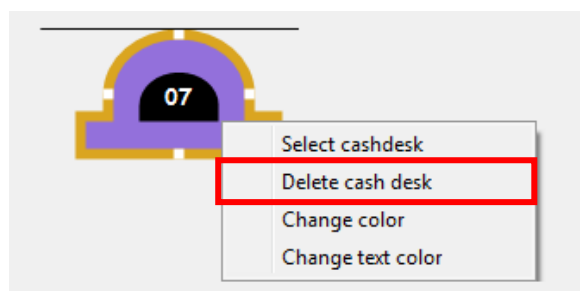 07
Select cashdesk
Delete cash desk
Change color
Change text color